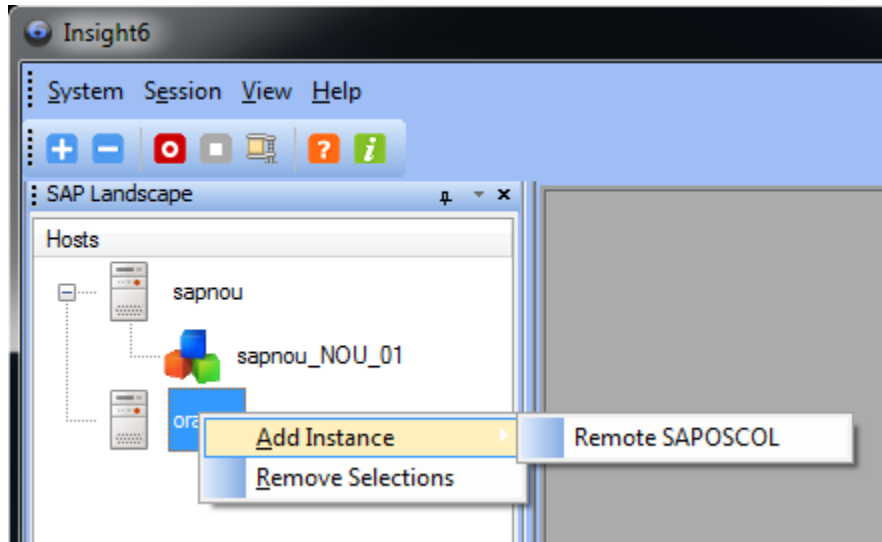 Insight6
System Session View Help
SAP Landscape
Hosts
sapnou
sapnou_NOU_01
Add Instance
Remote SAPOSCOL
Remove Selections